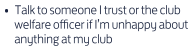 • Talk to someone I trust or the club
welfare officer if I'm unhappy about
anything at my club